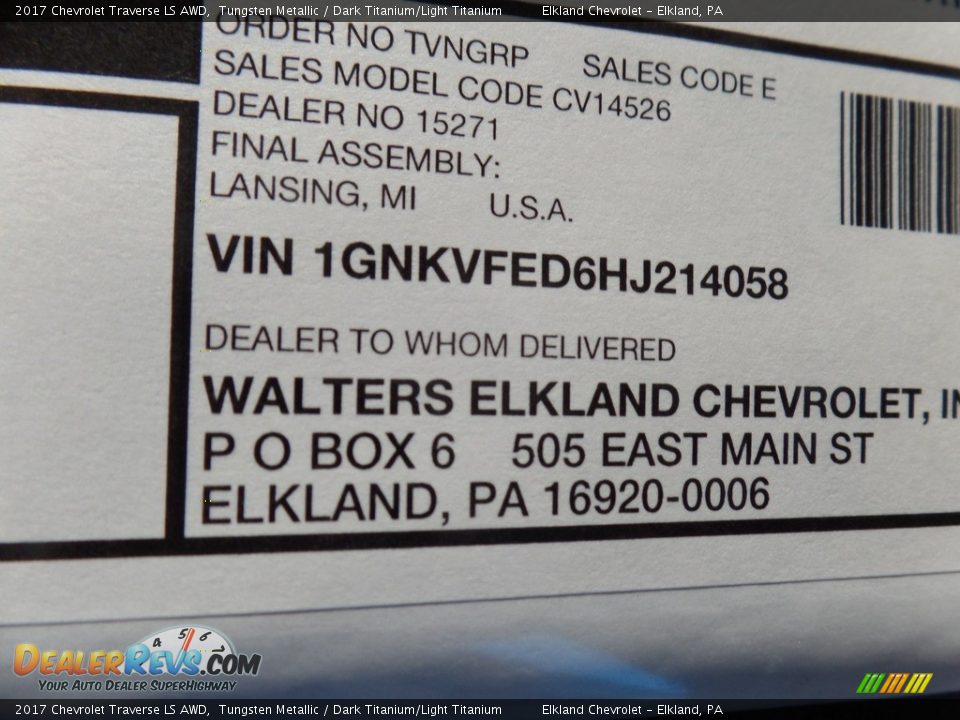 2017 Chevrolet Traverse LS AWD,  Tungsten Metallic / Dark Titanium/Light Titanium  Elkland Chevrolet - Elkland, PA
ORDER NO TVNGRP  SALES CODE E
SALES MODEL CODE CV14526
DEALER NO 15271
FINAL ASSEMBLY:
LANSING, MI  U.S.A.
VIN 1GNKVFED6HJ214058
DEALER TO WHOM DELIVERED
WALTERS ELKLAND CHEVROLET,
P O BOX 6  505 EAST MAIN ST
ELKLAND, PA 16920-0006
4 5 6
DEALERREVS.COM
YOUR AUTO DEALER SUPERHIGHWAY
2017 Chevrolet Traverse LS AWD,  Tungsten Metallic / Dark Titanium/Light Titanium  Elkland Chevrolet - Elkland, PA